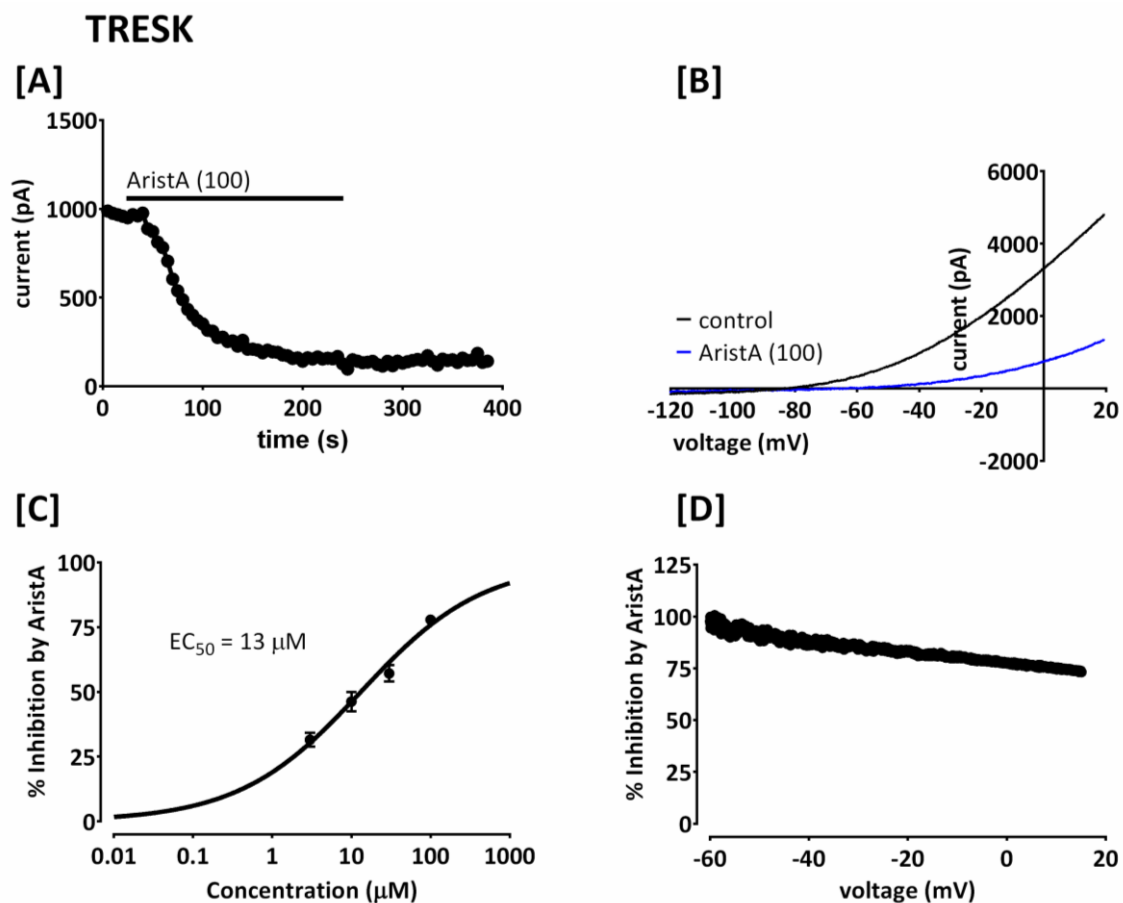 TRESK
[A]
1500
1000
500
0
current (pA)
AristA (100)
0 100 200 300 400
time (s)
[B]
6000
4000
2000
-2000
current (pA)
control
AristA (100)
-120 -100 -80 -60 -40 -20 20
voltage (mV)
[C]
100
75
50
25
0
% Inhibition by AristA
EC50 = 13 µM
0.01 0.1 1 10 100 1000
Concentration (µM)
[D]
125
100
75
50
25
0
% Inhibition by AristA
-60 -40 -20 0 20
voltage (mV)